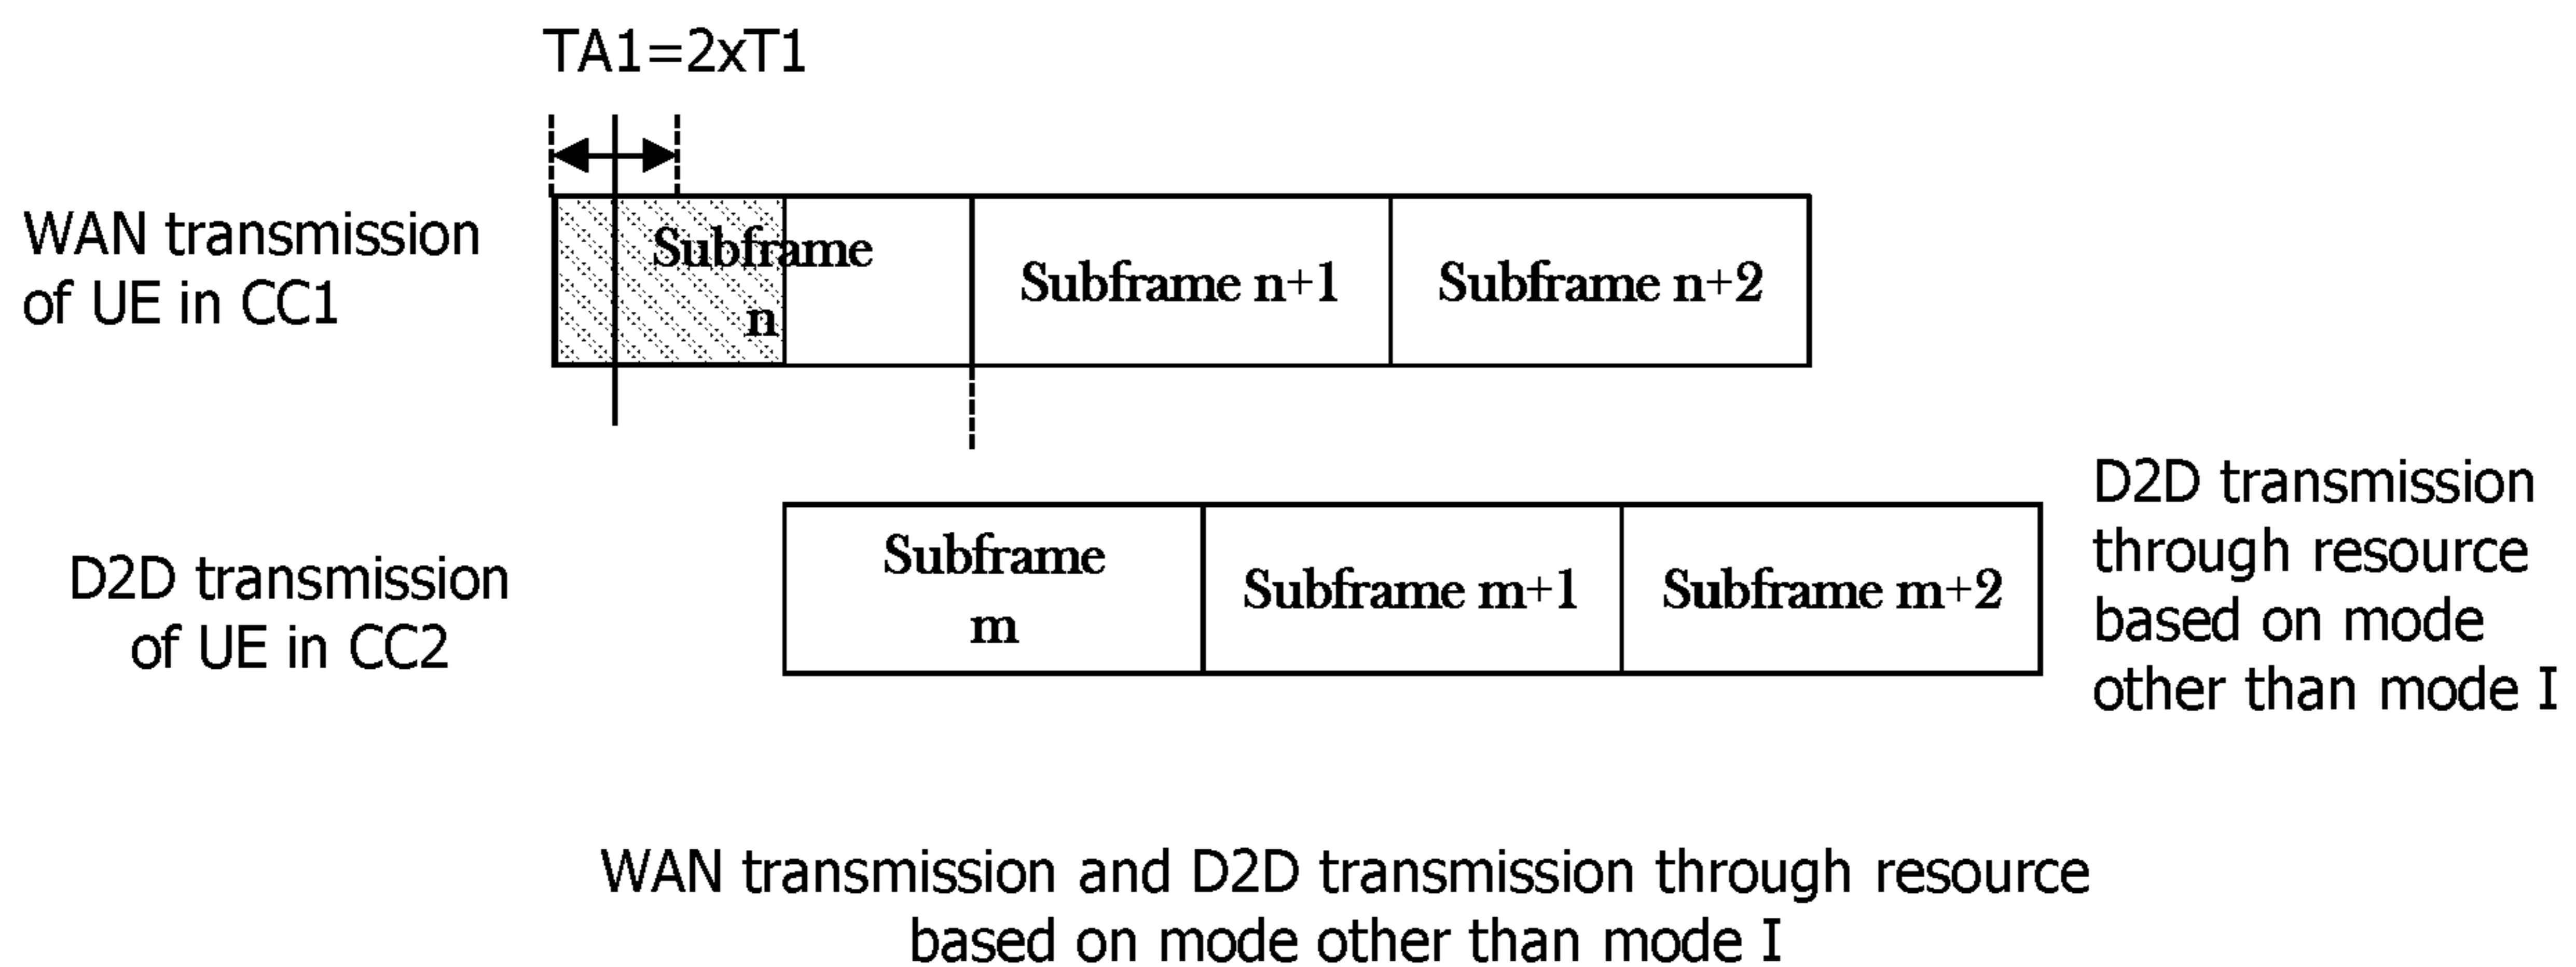 TA1=2xT1
WAN transmission
of UE in CC1
Subframe
n
Subframe n+1
Subframe n+2
D2D transmission
of UE in CC2
Subframe
m
Subframe m+1
Subframe m+2
D2D transmission
through resource
based on mode
other than mode I
WAN transmission and D2D transmission through resource
based on mode other than mode I